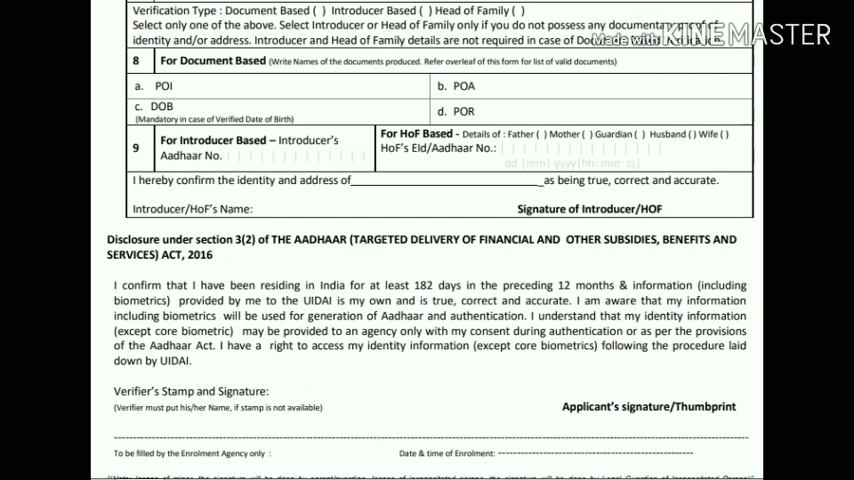 Verification Type : Document Based ( ) Introducer Based ( ) Head of Family ( )
Select only one of the above. Select Introducer or Head of Family only if you do not possess any documentary proof of
identity and/or address. Introducer and Head of Family details are not required in case of
Made with KINEMASTER
8 For Document Based (Write Names of the documents produced. Refer overleaf of this form for list of valid documents)
a. POI b. POA
c. DOB d. POR
(Mandatory in case of Verified Date of Birth)
9 For Introducer Based – Introducer's
Aadhaar No.
For HoF Based - Details of : Father ( ) Mother ( ) Guardian ( ) Husband ( ) Wife ( )
HoF's EId/Aadhaar No.:
dd |mm| yyyy|hh: mm: ss|
I hereby confirm the identity and address of__________________________as being true, correct and accurate.
Introducer/HoF's Name: Signature of Introducer/HOF
Disclosure under section 3(2) of THE AADHAAR (TARGETED DELIVERY OF FINANCIAL AND OTHER SUBSIDIES, BENEFITS AND
SERVICES) ACT, 2016
I confirm that I have been residing in India for at least 182 days in the preceding 12 months & information (including
biometrics) provided by me to the UIDAI is my own and is true, correct and accurate. I am aware that my information
including biometrics will be used for generation of Aadhaar and authentication. I understand that my identity information
(except core biometric) may be provided to an agency only with my consent during authentication or as per the provisions
of the Aadhaar Act. I have a right to access my identity information (except core biometrics) following the procedure laid
down by UIDAI.
Verifier's Stamp and Signature:
(Verifier must put his/her Name, if stamp is not available) Applicant's signature/Thumbprint
To be filled by the Enrolment Agency only : Date & time of Enrolment: ----------------------------------------